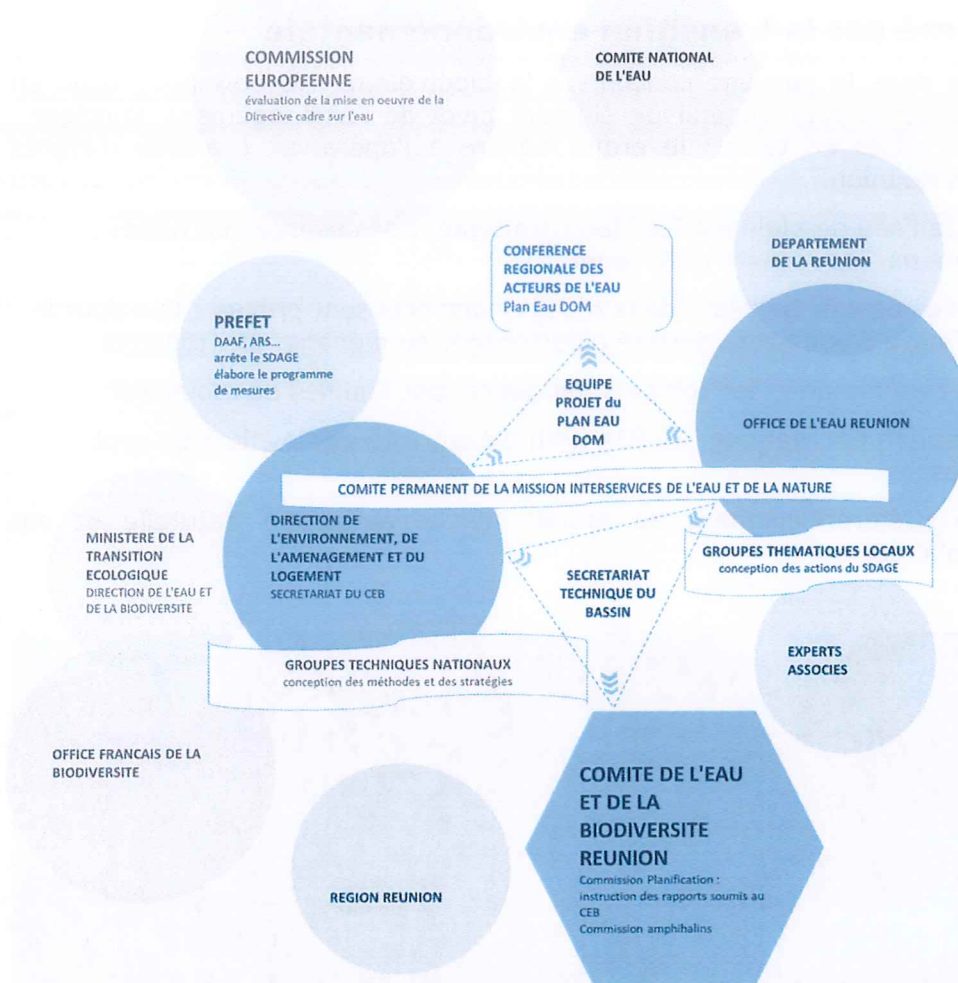 COMMISSION
EUROPEENNE
évaluation de la mise en oeuvre de la
Directive cadre sur l'eau
COMITE NATIONAL
DE L'EAU
CONFERENCE
REGIONALE DES
ACTEURS DE L'EAU
Plan Eau DOM
DEPARTEMENT
DE LA REUNION
PREFET
DAAF, ARS...
arrête le SDAGE
élabore le programme
de mesures
EQUIPE
PROJET du
PLAN EAU
DOM
OFFICE DE L'EAU REUNION
COMITE PERMANENT DE LA MISSION INTERSERVICES DE L'EAU ET DE LA NATURE
MINISTERE DE LA
TRANSITION
ECOLOGIQUE
DIRECTION DE L'EAU ET
DE LA BIODIVERSITE
DIRECTION DE
L'ENVIRONNEMENT, DE
L'AMENAGEMENT ET DU
LOGEMENT
SECRETARIAT DU CEB
SECRETARIAT
TECHNIQUE DU
BASSIN
GROUPES THEMATIQUES LOCAUX
conception des actions du SDAGE
GROUPES TECHNIQUES NATIONAUX
conception des méthodes et des stratégies
EXPERTS
ASSOCIES
OFFICE FRANCAIS DE LA
BIODIVERSITE
COMITE DE L'EAU
ET DE LA
BIODIVERSITE
REUNION
Commission Planification :
instruction des rapports soumis au
CEB
Commission amphihalins
REGION REUNION